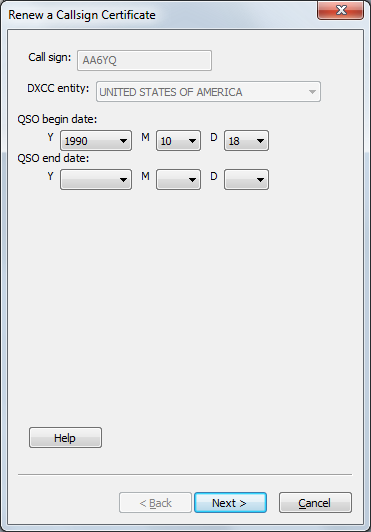 Renew a Callsign Certificate
Call sign: AA6YQ
DXCC entity: UNITED STATES OF AMERICA
QSO begin date:
Y 1990 M 10 D 18
QSO end date:
Y M D
Help
< Back Next > Cancel